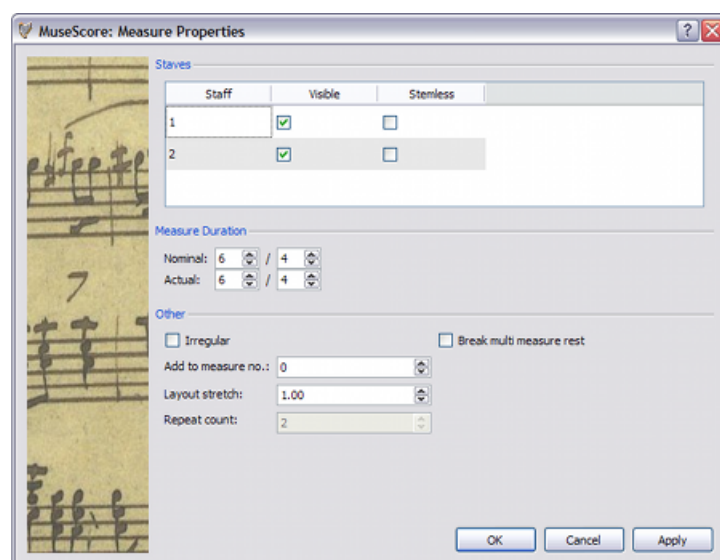 MuseScore: Measure Properties
Staves
Staff Visible Stemless
1
2
Measure Duration
Nominal: 6 / 4
Actual: 6 / 4
Other
Irregular Break multi measure rest
Add to measure no.: 0
Layout stretch: 1.00
Repeat count: 2
7
OK Cancel Apply